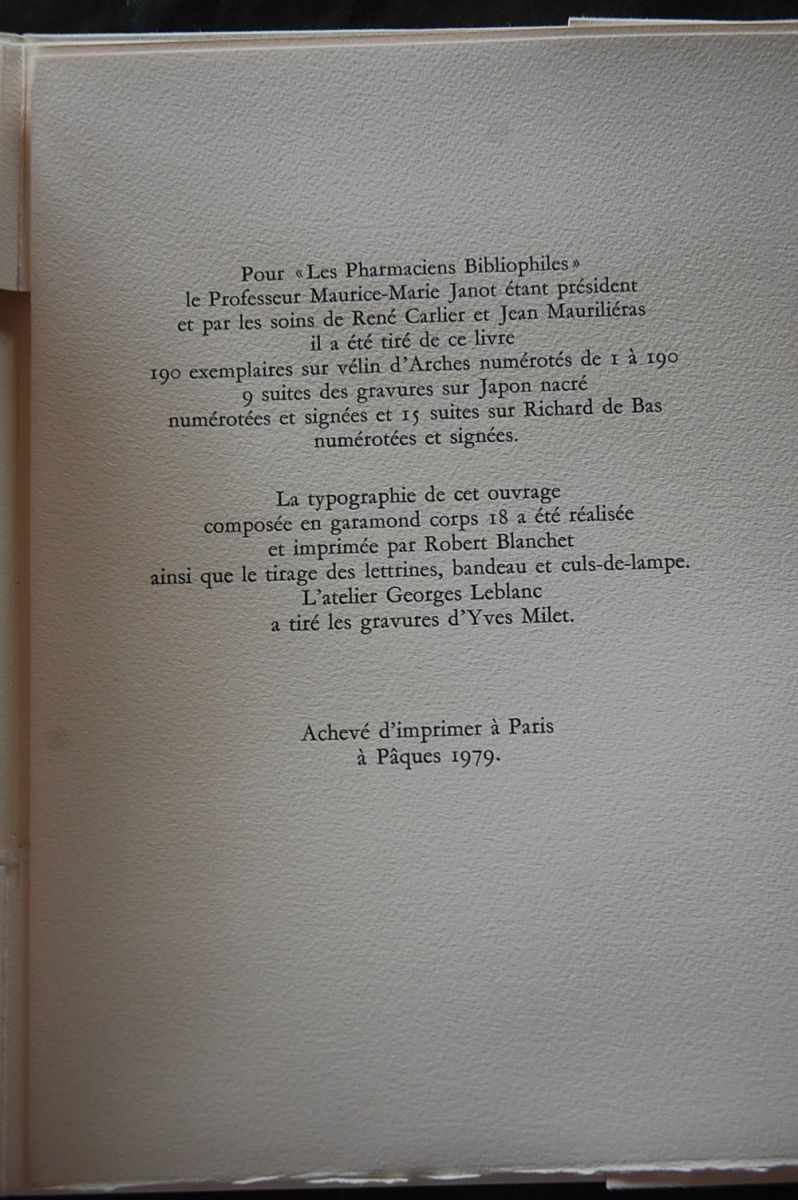 Pour «Les Pharmaciens Bibliophiles»
le Professeur Maurice-Marie Janot étant président
et par les soins de René Carlier et Jean Mauriliéras
il a été tiré de ce livre
190 exemplaires sur vélin d'Arches numérotés de 1 à 190
9 suites des gravures sur Japon nacré
numérotées et signées et 15 suites sur Richard de Bas
numérotées et signées.
La typographie de cet ouvrage
composée en garamond corps 18 a été réalisée
et imprimée par Robert Blanchet
ainsi que le tirage des lettrines, bandeau et culs-de-lampe.
L'atelier Georges Leblanc
a tiré les gravures d'Yves Milet.
Achevé d'imprimer à Paris
à Pâques 1979.